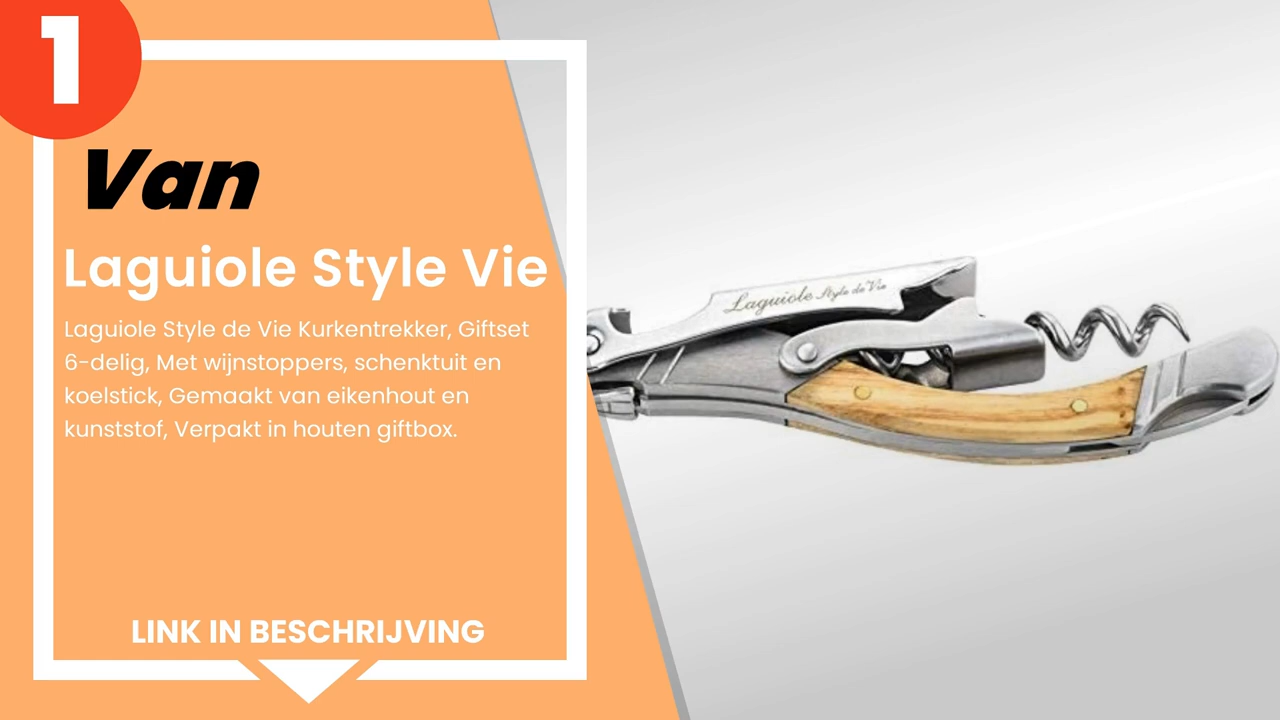 1
Van
Laguiole Style Vie
Laguiole Style de Vie Kurkentrekker, Giftset
6-delig, Met wijnstoppers, schenktuit en
koelstick, Gemaakt van eikenhout en
kunststof, Verpakt in houten giftbox.
LINK IN BESCHRIJVING
Laguiole Style de Vie